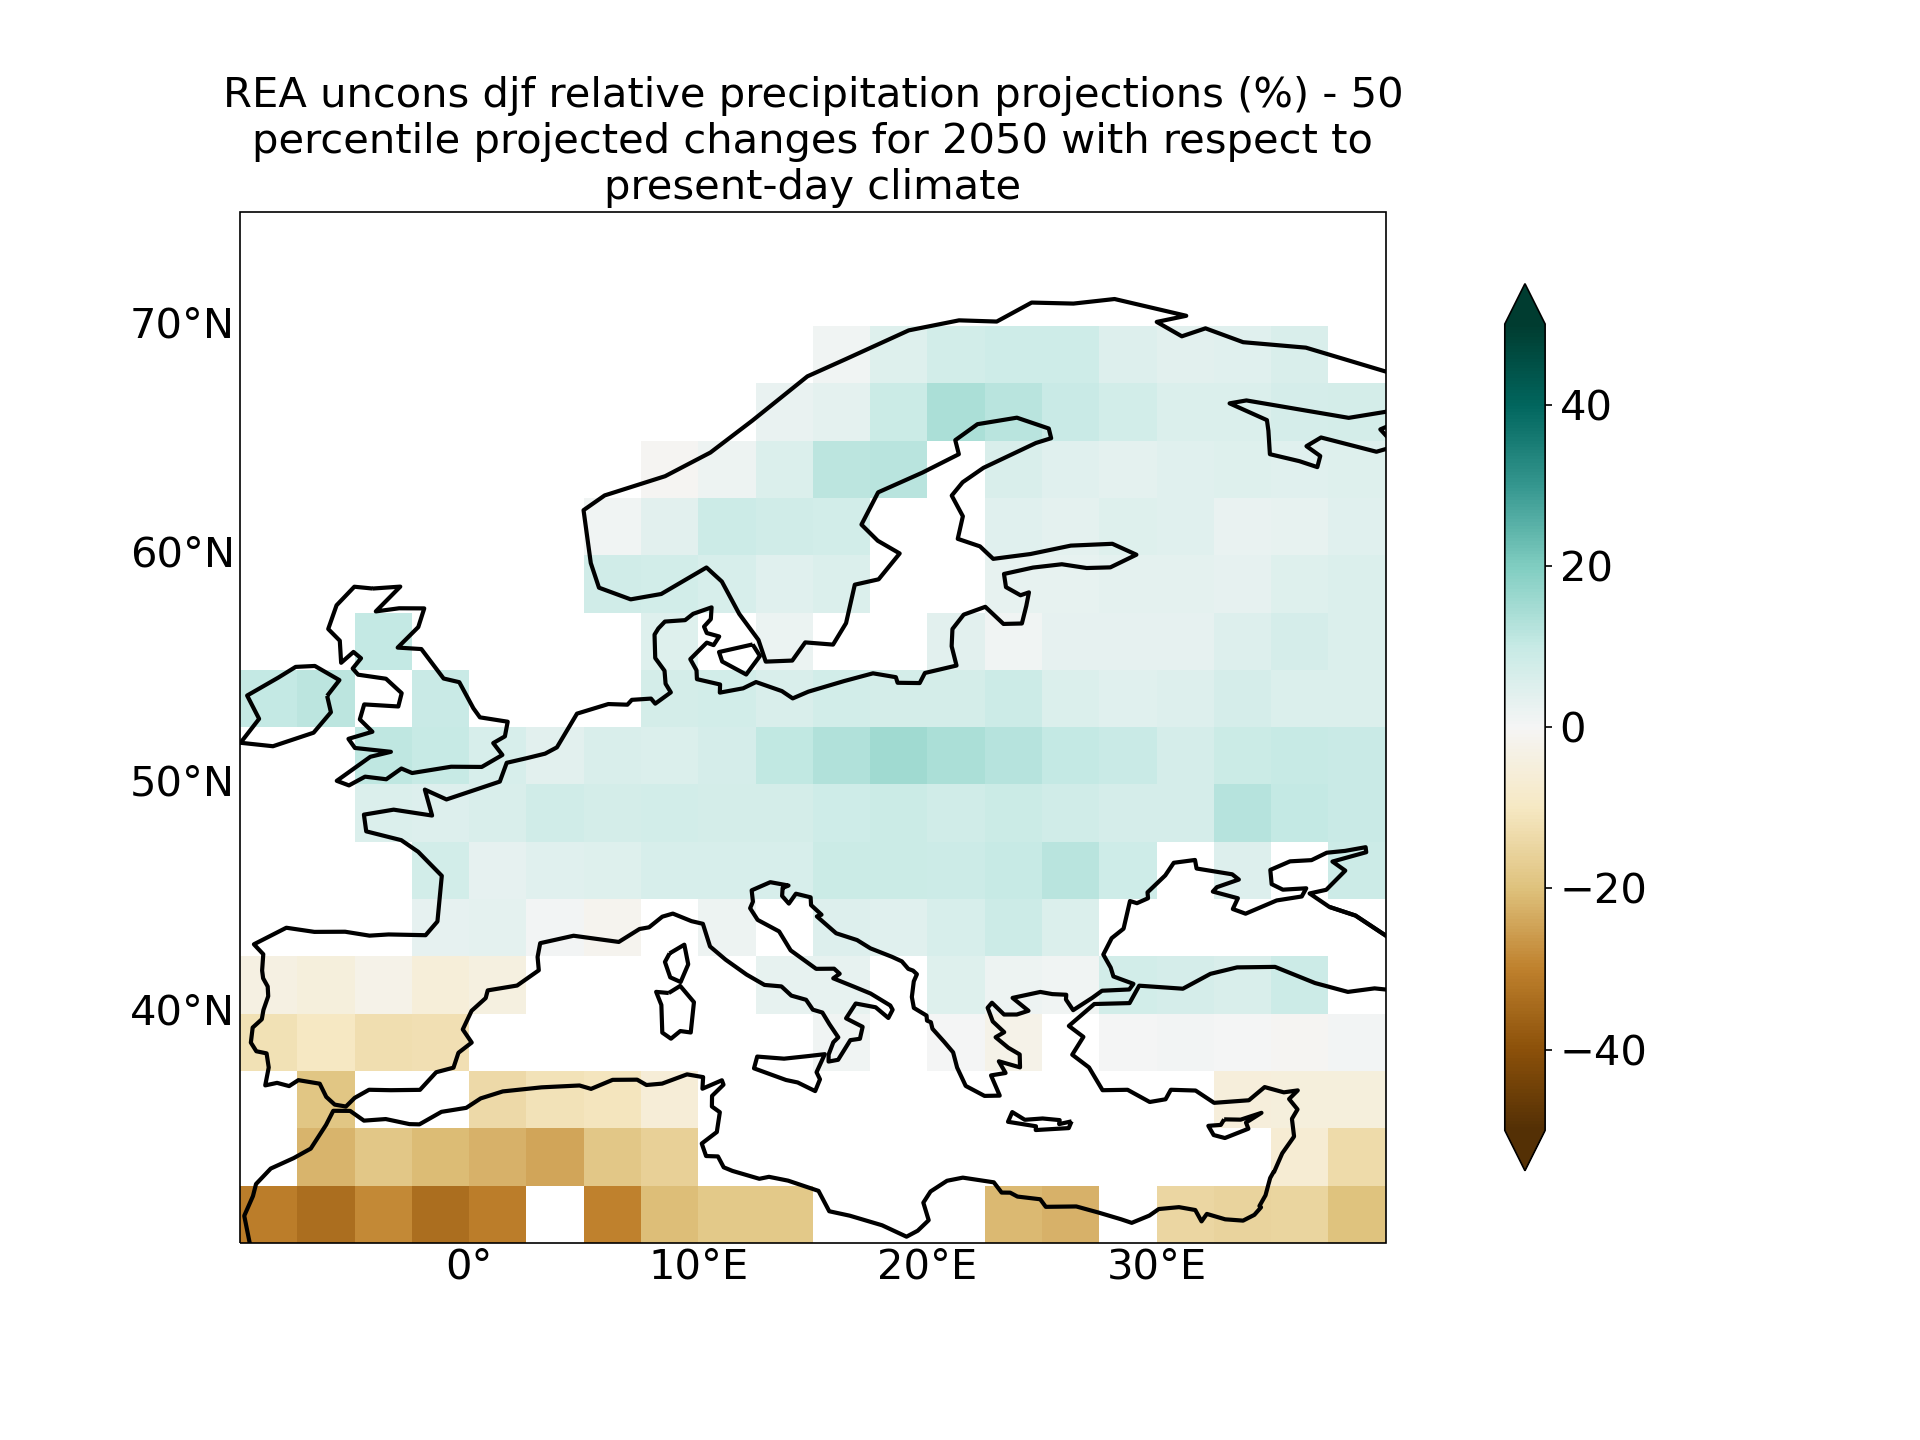 REA uncons djf relative precipitation projections (%) - 50
percentile projected changes for 2050 with respect to
present-day climate
70°N
60°N
50°N
40°N
0°
10°E
20°E
30°E
40
20
0
−20
−40